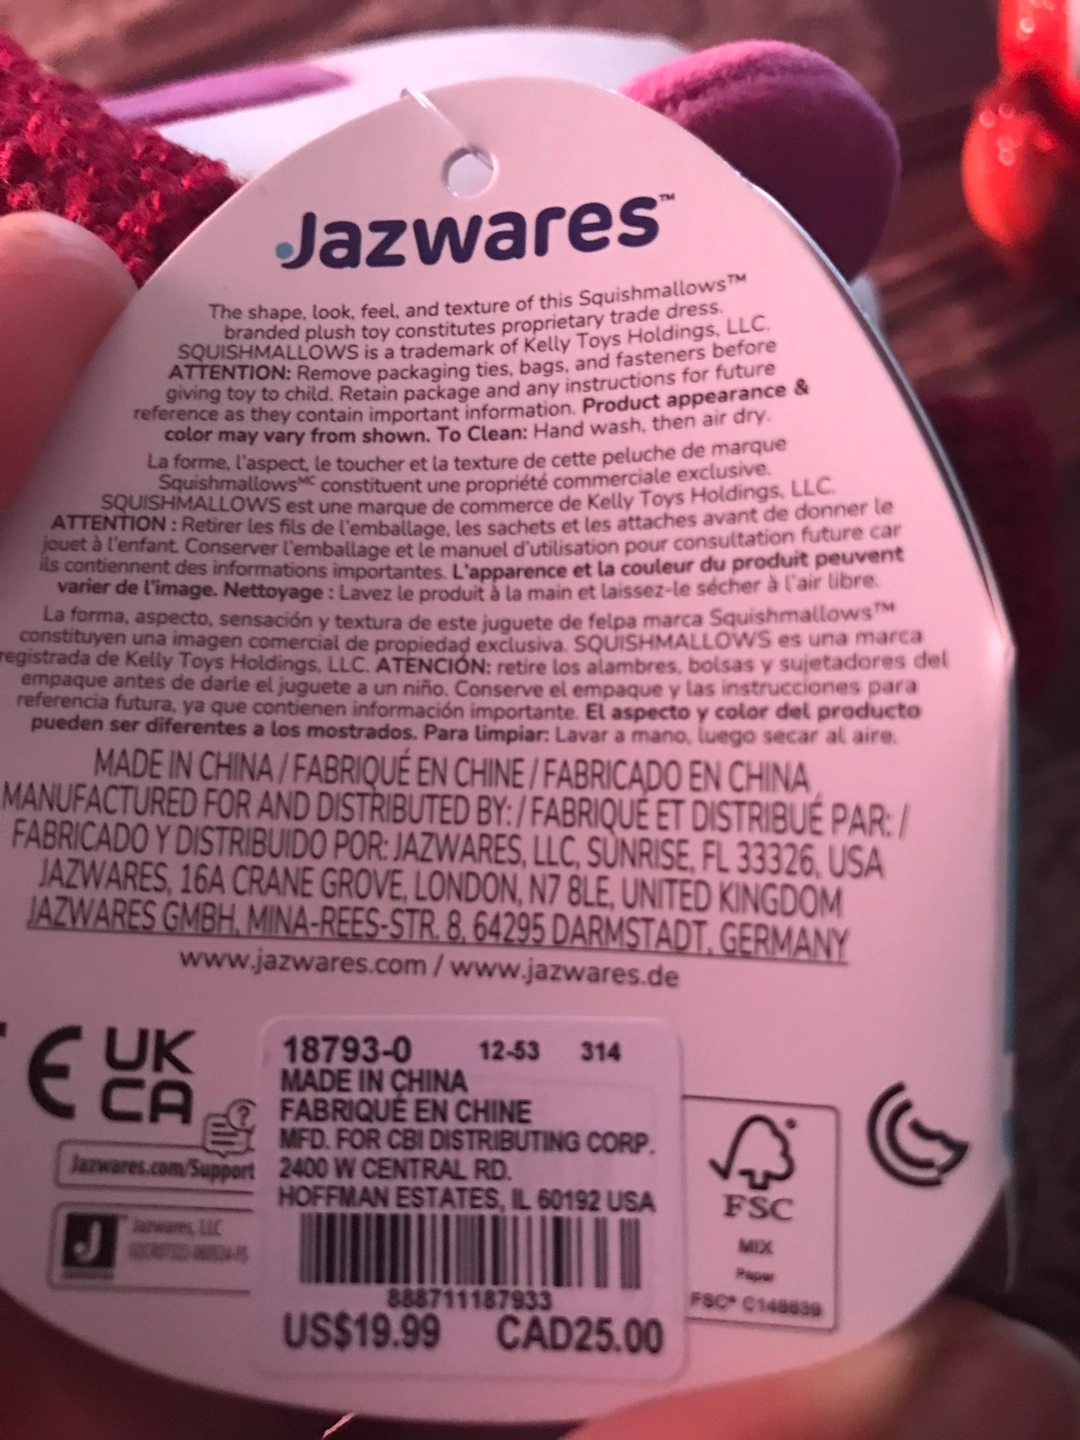 Jazwares™
The shape, look, feel, and texture of this Squishmallows™
branded plush toy constitutes proprietary trade dress.
SQUISHMALLOWS is a trademark of Kelly Toys Holdings, LLC.
ATTENTION: Remove packaging ties, bags, and fasteners before
giving toy to child. Retain package and any instructions for future
reference as they contain important information. Product appearance &
color may vary from shown. To Clean: Hand wash, then air dry.
La forme, l'aspect, le toucher et la texture de cette peluche de marque
Squishmallows MC constituent une propriété commerciale exclusive.
SQUISHMALLOWS est une marque de commerce de Kelly Toys Holdings, LLC.
ATTENTION : Retirer les fils de l'emballage, les sachets et les attaches avant de donner le
jouet à l'enfant. Conserver l'emballage et le manuel d'utilisation pour consultation future car
ils contiennent des informations importantes. L'apparence et la couleur du produit peuvent
varier de l'image. Nettoyage : Lavez le produit à la main et laissez-le sécher à l'air libre.
La forma, aspecto, sensación y textura de este juguete de felpa marca Squishmallows™
constituyen una imagen comercial de propiedad exclusiva. SQUISHMALLOWS es una marca
registrada de Kelly Toys Holdings, LLC. ATENCIÓN: retire los alambres, bolsas y sujetadores del
empaque antes de darle el juguete a un niño. Conserve el empaque y las instrucciones para
referencia futura, ya que contienen información importante. El aspecto y color del producto
pueden ser diferentes a los mostrados. Para limpiar: Lavar a mano, luego secar al aire.
MADE IN CHINA / FABRIQUÉ EN CHINE / FABRICADO EN CHINA
MANUFACTURED FOR AND DISTRIBUTED BY: / FABRIQUÉ ET DISTRIBUÉ PAR: /
FABRICADO Y DISTRIBUIDO POR: JAZWARES, LLC, SUNRISE, FL 33326, USA
JAZWARES, 16A CRANE GROVE, LONDON, N7 8LE, UNITED KINGDOM
JAZWARES GMBH, MINA-REES-STR. 8, 64295 DARMSTADT, GERMANY
www.jazwares.com / www.jazwares.de
CE
UK
CA
?
Jazwares.com/Support
J
Jazwares, LLC
18793-0 12-53 314
MADE IN CHINA
FABRIQUÉ EN CHINE
MFD. FOR CBI DISTRIBUTING CORP.
2400 W CENTRAL RD.
HOFFMAN ESTATES, IL 60192 USA
888711187933
US$19.99 CAD25.00
FSC
MIX
Paper
FSC® C148839